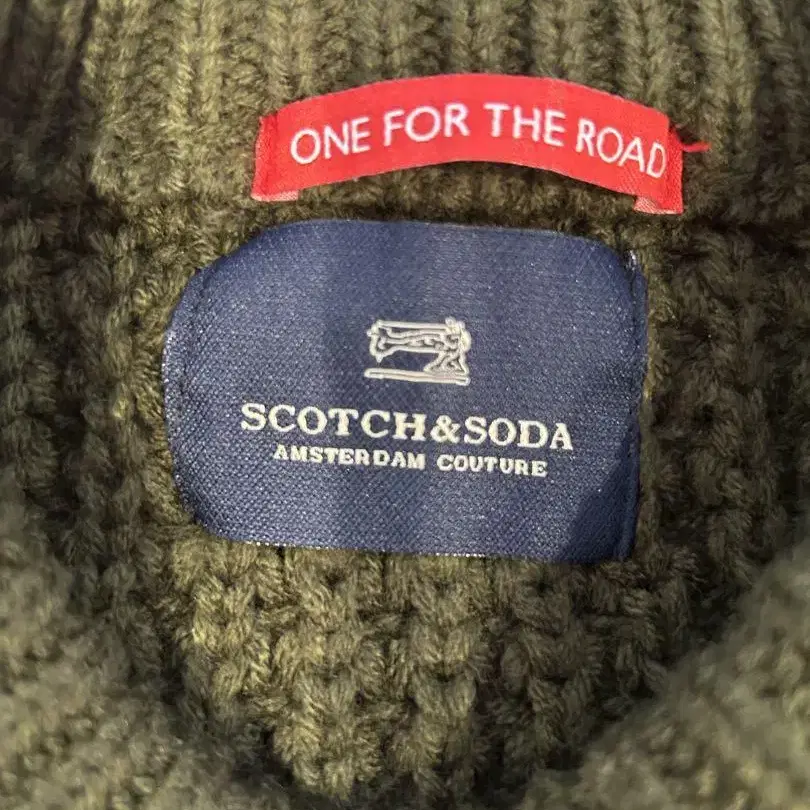 ONE FOR THE ROAD
SCOTCH&SODA
AMSTERDAM COUTURE